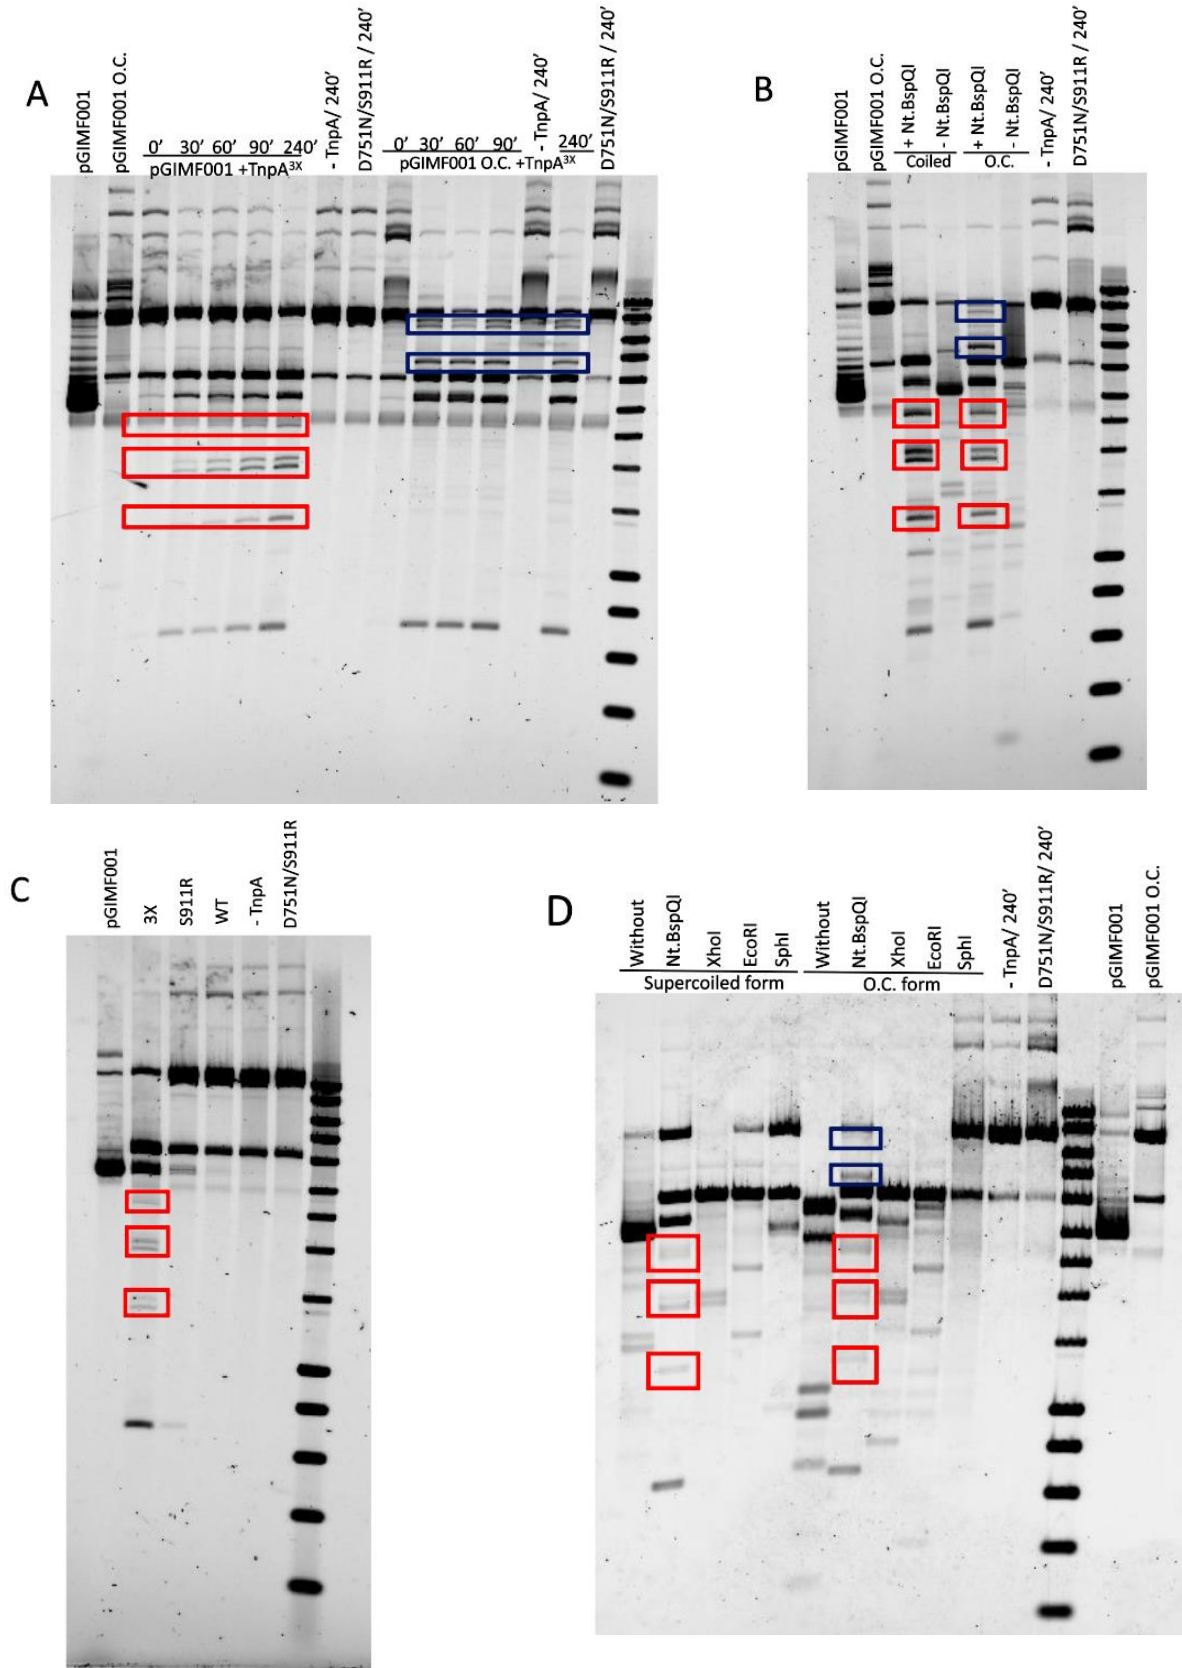 A
pGIMF001
pGIMF001 O.C.
0’ 30’ 60’ 90’ 240’
pGIMF001 +TnpA3X
- TnpA/ 240’
D751N/S911R / 240’
0’ 30’ 60’ 90’
- TnpA/ 240’
240’
pGIMF001 O.C. +TnpA3X
D751N/S911R / 240’
B
pGIMF001
pGIMF001 O.C.
+ Nt.BspQI
- Nt.BspQI
Coiled
+ Nt.BspQI
- Nt.BspQI
O.C.
- TnpA/ 240’
D751N/S911R/ 240’
C
pGIMF001
3X
S911R
WT
- TnpA
D751N/S911R
D
Without
Nt.BspQI
XhoI
EcoRI
SphI
Supercoiled form
Without
Nt.BspQI
XhoI
EcoRI
SphI
O.C. form
- TnpA/ 240’
D751N/S911R/ 240’
pGIMF001
pGIMF001 O.C.